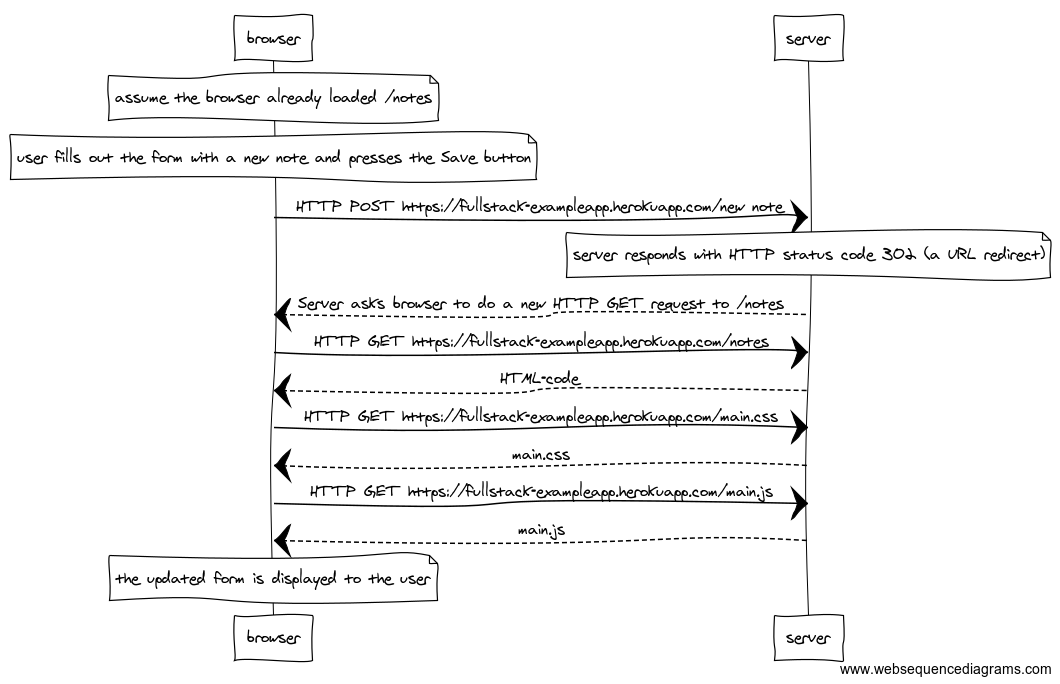 browser
server
assume the browser already loaded /notes
user fills out the form with a new note and presses the Save button
HTTP POST https://fullstack-exampleapp.herokuapp.com/new note
server responds with HTTP status code 302 (a URL redirect)
Server asks browser to do a new HTTP GET request to /notes
HTTP GET https://fullstack-exampleapp.herokuapp.com/notes
HTML-code
HTTP GET https://fullstack-exampleapp.herokuapp.com/main.css
main.css
HTTP GET https://fullstack-exampleapp.herokuapp.com/main.js
main.js
the updated form is displayed to the user
browser
server
www.websequencediagrams.com